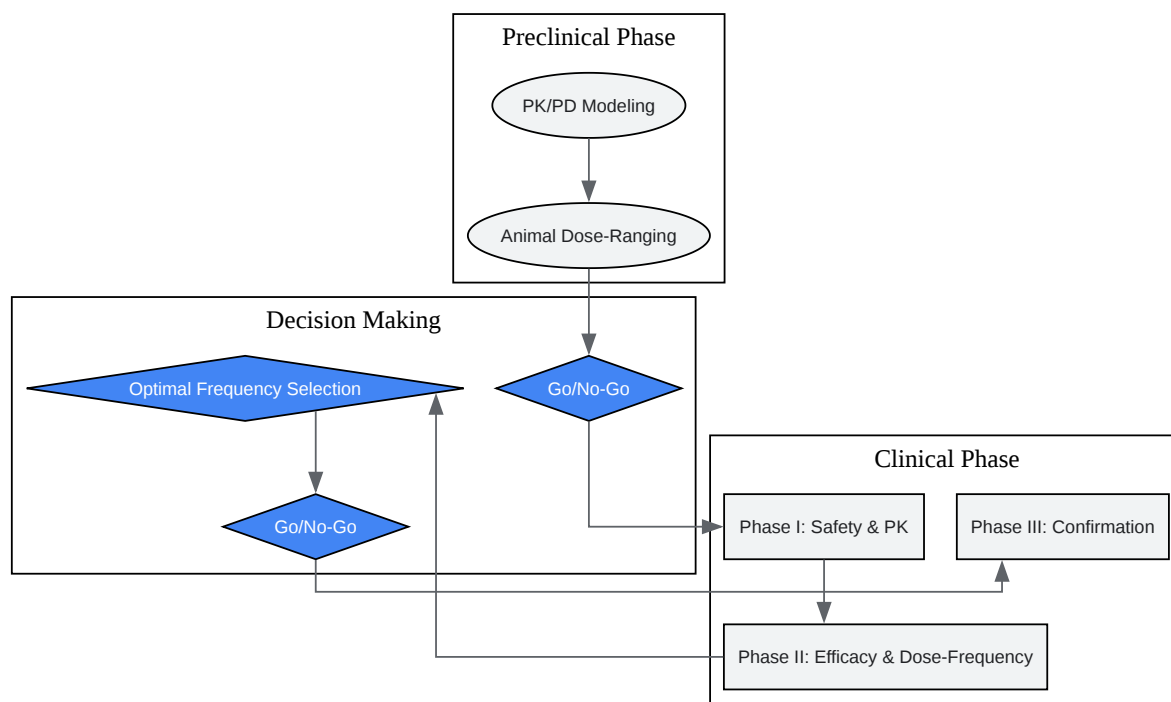 Preclinical Phase
PK/PD Modeling
Animal Dose-Ranging
Decision Making
Optimal Frequency Selection
Go/No-Go
Go/No-Go
Clinical Phase
Phase I: Safety & PK
Phase III: Confirmation
Phase II: Efficacy & Dose-Frequency